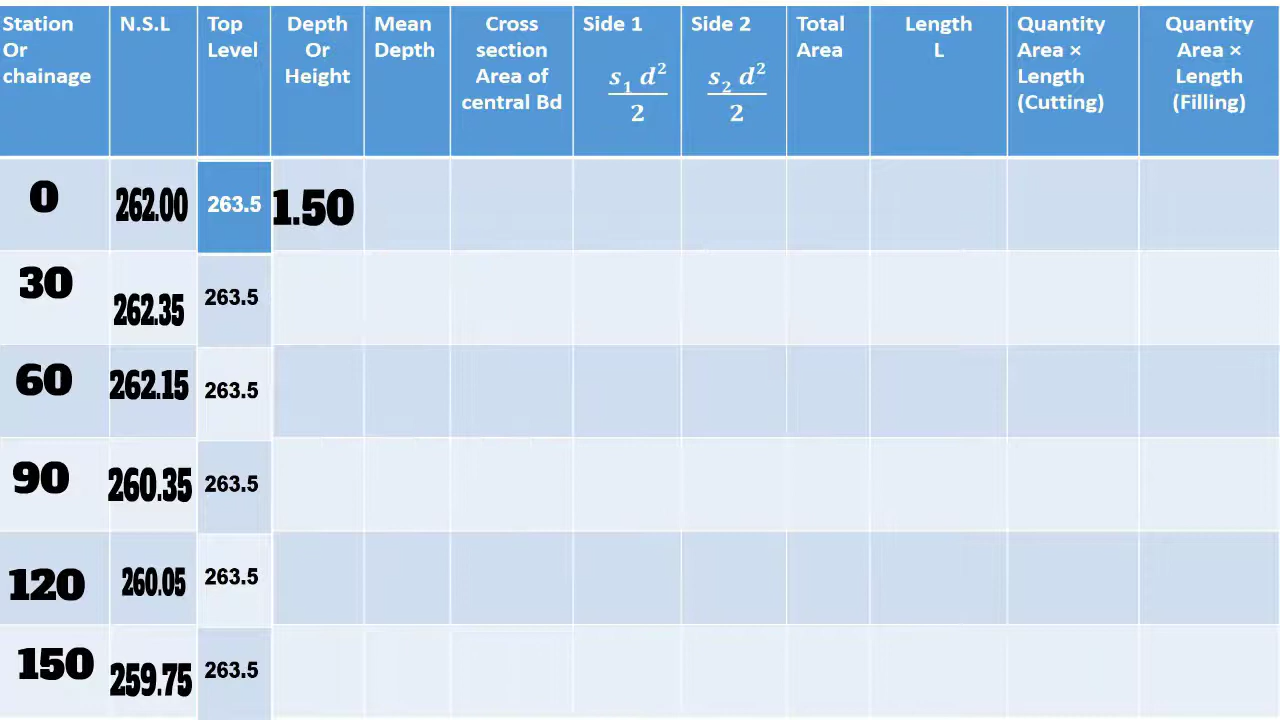 Station Or chainage
N.S.L
Top Level
Depth Or Height
Mean Depth
Cross section Area of central Bd
Side 1 s₁ d² / 2
Side 2 s₂ d² / 2
Total Area
Length L
Quantity Area × Length (Cutting)
Quantity Area × Length (Filling)
0 262.00 263.5 1.50
30 262.35 263.5
60 262.15 263.5
90 260.35 263.5
120 260.05 263.5
150 259.75 263.5